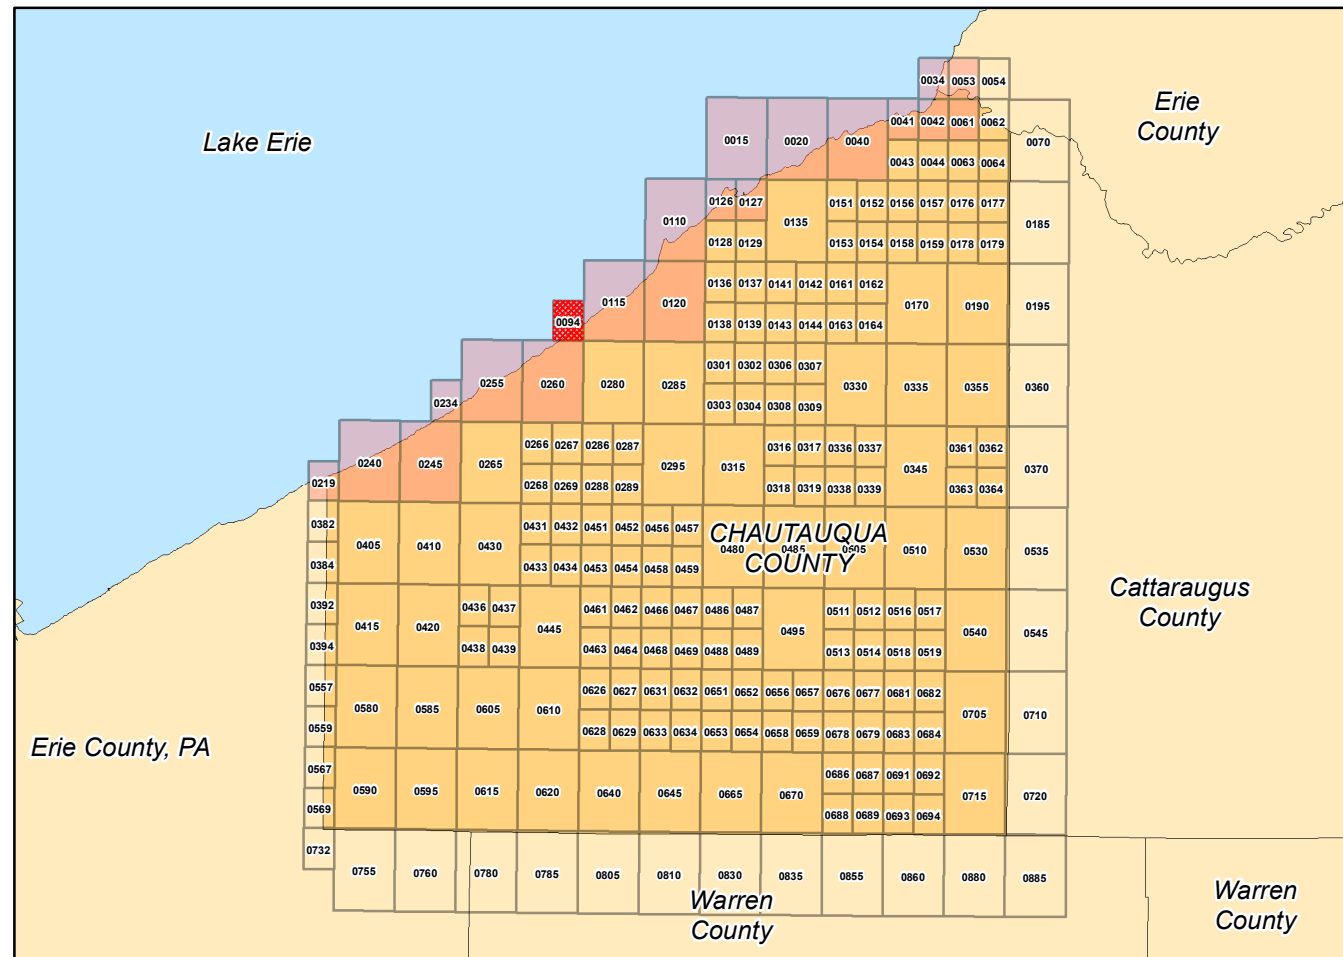 0034 0053 0054
Erie
County
Lake Erie
0015 0020 0040 0041 0042 0061 0062 0070
0043 0044 0063 0064
0110 0126 0127 0135 0151 0152 0156 0157 0176 0177 0185
0128 0129 0153 0154 0158 0159 0178 0179
0094 0115 0120 0136 0137 0141 0142 0161 0162 0170 0190 0195
0138 0139 0143 0144 0163 0164
0234 0255 0260 0280 0285 0301 0302 0306 0307 0330 0335 0355 0360
0303 0304 0308 0309
0219 0240 0245 0265 0266 0267 0286 0287 0295 0315 0316 0317 0336 0337 0345 0361 0362 0370
0268 0269 0288 0289 0318 0319 0338 0339 0363 0364
0382 0405 0410 0430 0431 0432 0451 0452 0456 0457 0480 0485 0505 0510 0530 0535
0384 0433 0434 0453 0454 0458 0459
CHAUTAUQUA
COUNTY
Cattaraugus
County
0392 0415 0420 0436 0437 0445 0461 0462 0466 0467 0486 0487 0495 0511 0512 0516 0517 0540 0545
0394 0438 0439 0463 0464 0468 0469 0488 0489 0513 0514 0518 0519
0557 0580 0585 0605 0610 0626 0627 0631 0632 0651 0652 0656 0657 0676 0677 0681 0682 0705 0710
0559 0628 0629 0633 0634 0653 0654 0658 0659 0678 0679 0683 0684
Erie County, PA
0567 0590 0595 0615 0620 0640 0645 0665 0670 0686 0687 0691 0692 0715 0720
0569 0688 0689 0693 0694
0732 0755 0760 0780 0785 0805 0810 0830 0835 0855 0860 0880 0885
Warren
County
Warren
County